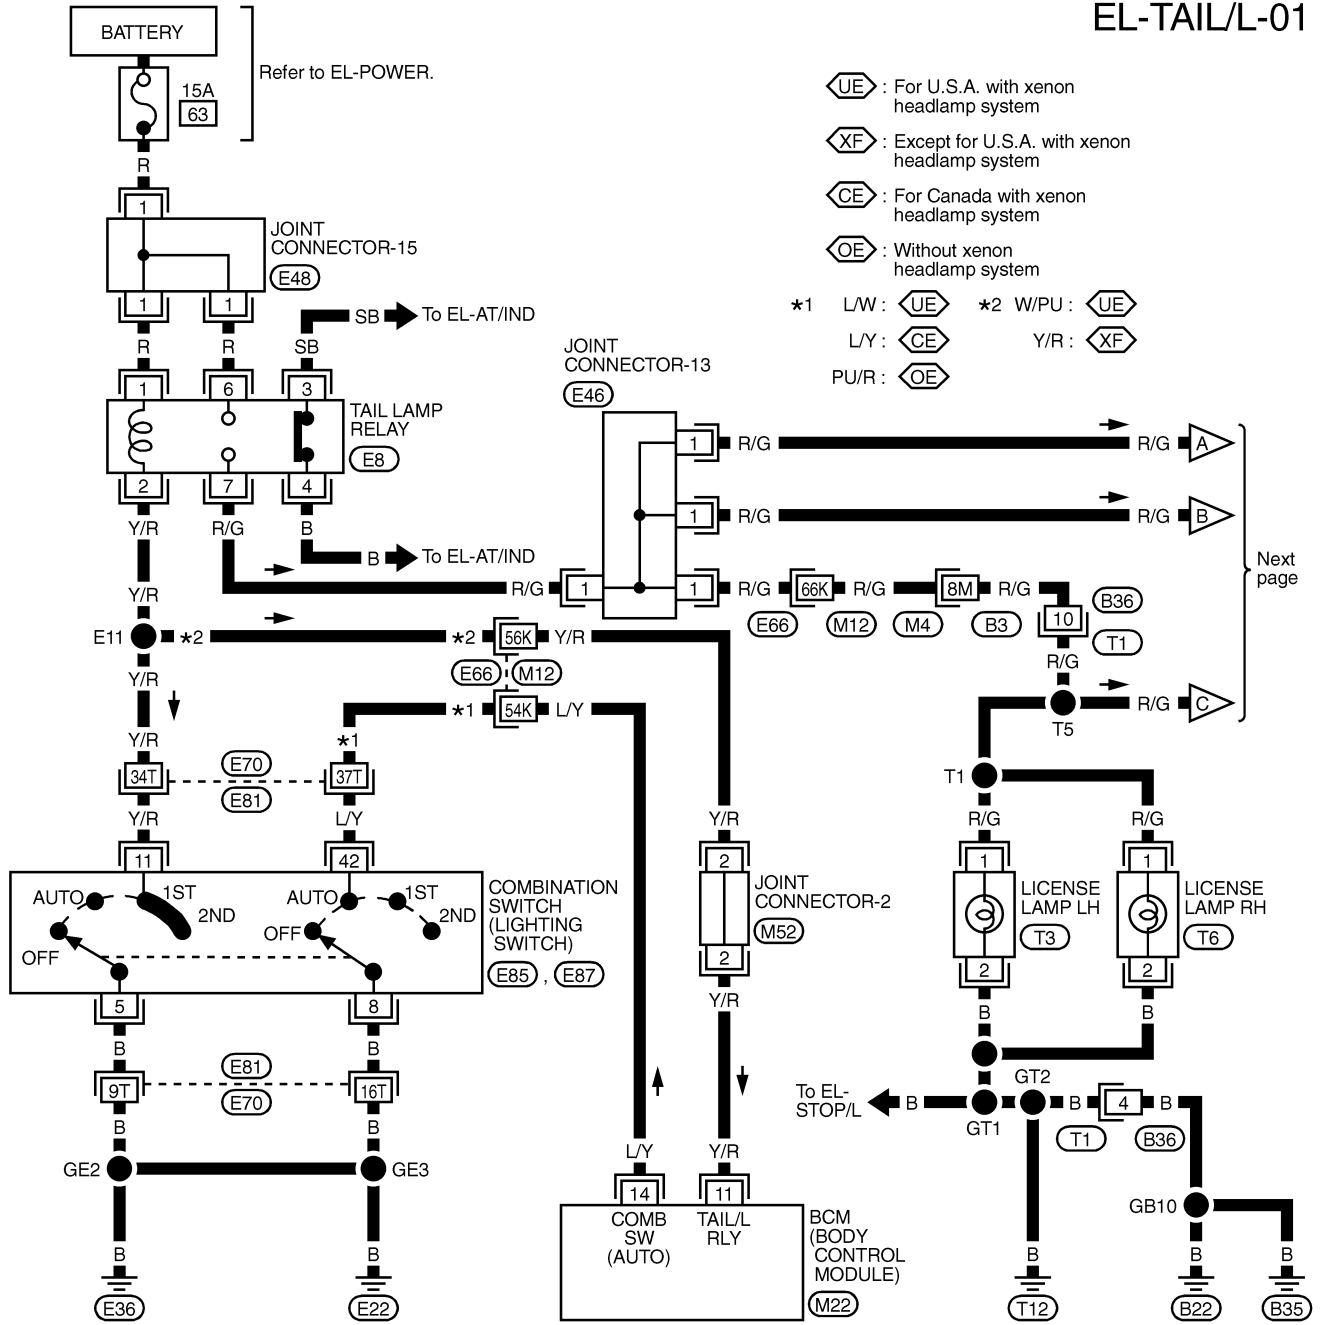 EL-TAIL/L-01
BATTERY
Refer to EL-POWER.
15A
63
R
1
JOINT
CONNECTOR-15
E48
1
1
R
R
SB
To EL-AT/IND
SB
1
6
3
TAIL LAMP
RELAY
E8
2
7
4
Y/R
R/G
B
B
To EL-AT/IND
UE : For U.S.A. with xenon
headlamp system
XF : Except for U.S.A. with xenon
headlamp system
CE : For Canada with xenon
headlamp system
OE : Without xenon
headlamp system
*1 L/W : UE
*2 W/PU : UE
L/Y : CE
Y/R : XF
PU/R : OE
JOINT
CONNECTOR-13
E46
1 R/G R/G A
1 R/G R/G B
R/G 1
1 R/G 66K R/G 8M R/G
E66 M12 M4 B3
B36
10
T1
R/G
Next
page
R/G C
T5
Y/R
E11 *2 *2 56K Y/R
E66 M12
Y/R
*1 54K L/Y
Y/R
*1
34T
E70
E81
37T
Y/R
L/Y
11
42
AUTO 1ST
2ND
OFF
AUTO 1ST
2ND
OFF
COMBINATION
SWITCH
(LIGHTING
SWITCH)
E85 , E87
5
8
B
B
9T
E81
E70
16T
B
B
GE2
GE3
B
B
E36
E22
Y/R
2
JOINT
CONNECTOR-2
M52
2
Y/R
L/Y
Y/R
14
11
COMB
SW
(AUTO)
TAIL/L
RLY
BCM
(BODY
CONTROL
MODULE)
M22
T1
R/G
R/G
1
1
LICENSE
LAMP LH
T3
LICENSE
LAMP RH
T6
2
2
B
B
To EL-
STOP/L
B
GT1
GT2
B 4 B
T1
B36
GB10
B
B
B
T12
B22
B35